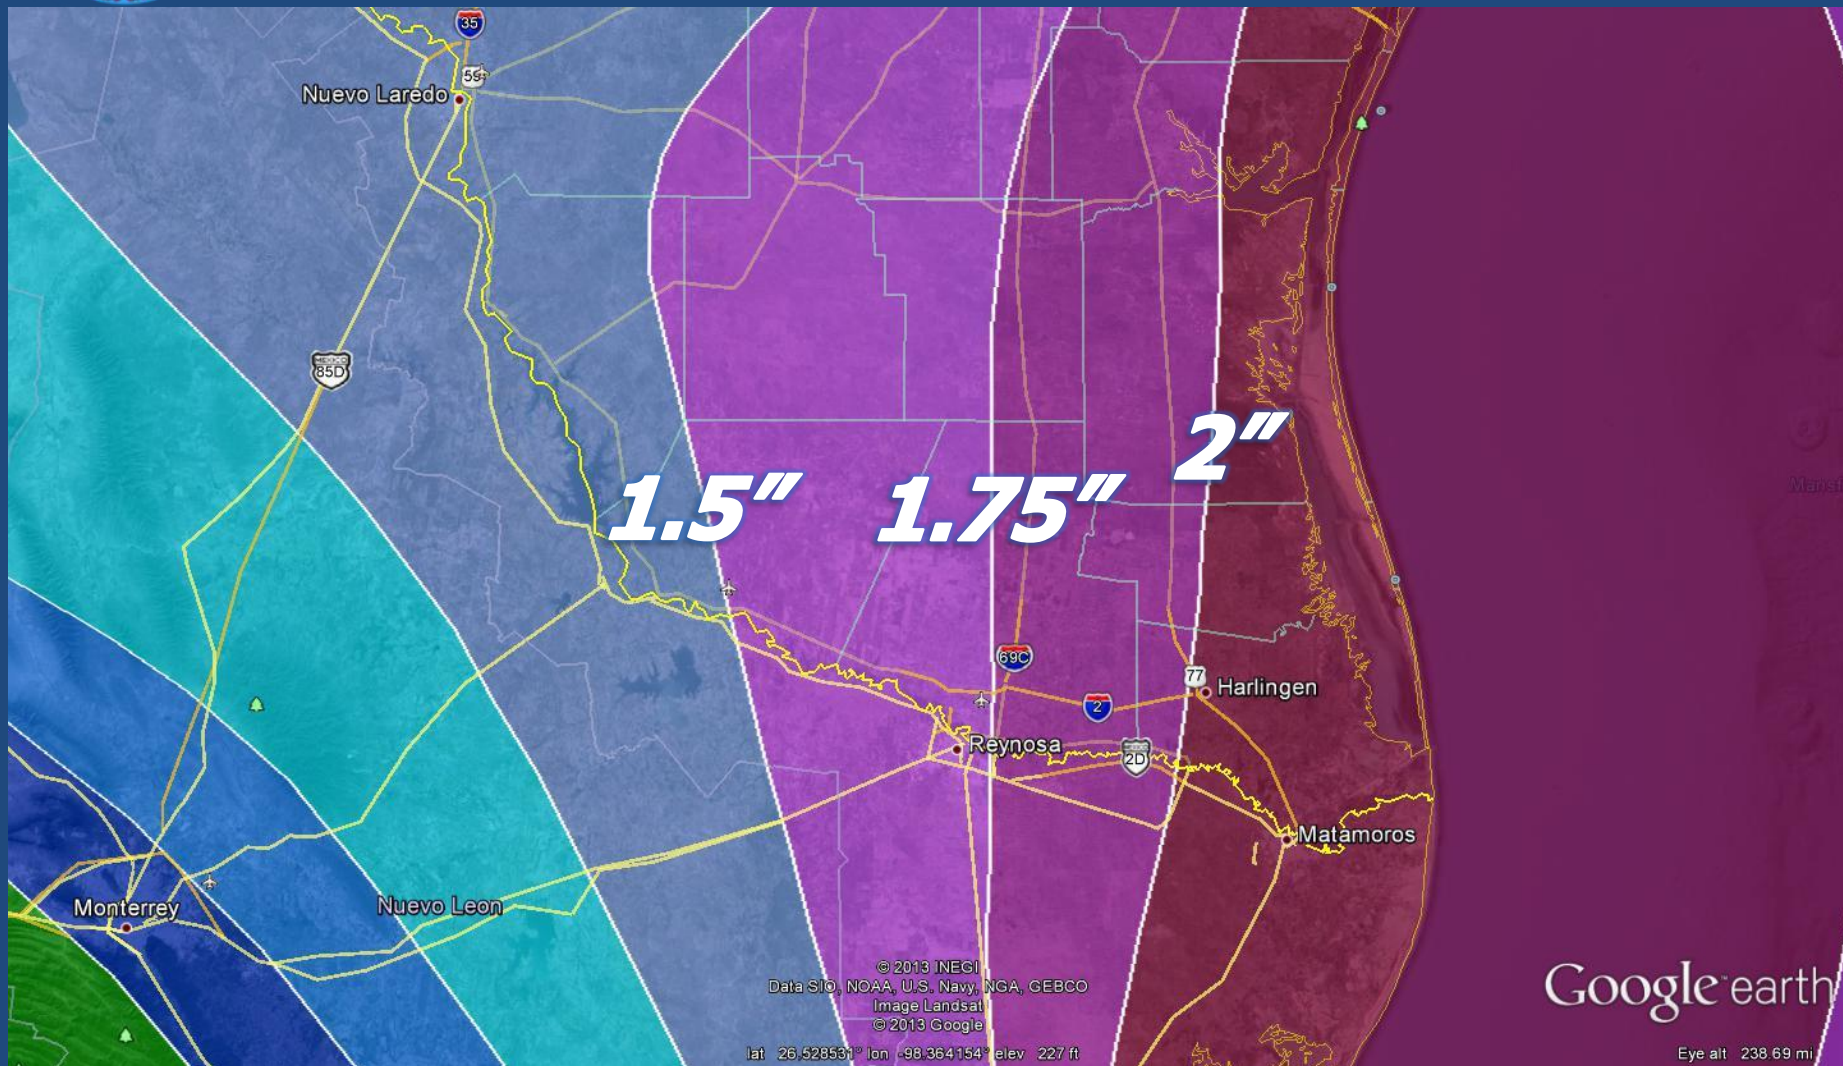 35
59
Nuevo Laredo
MEXICO
85D
2"
1.5"
1.75"
69C
77
Harlingen
2
Reynosa
MEXICO
2D
Matamoros
Monterrey
Nuevo Leon
© 2013 INEGI
Data SIO, NOAA, U.S. Navy, NGA, GEBCO
Image Landsat
© 2013 Google
Google earth
lat 26.528531° lon -98.364154° elev 227 ft
Eye alt 238.69 mi